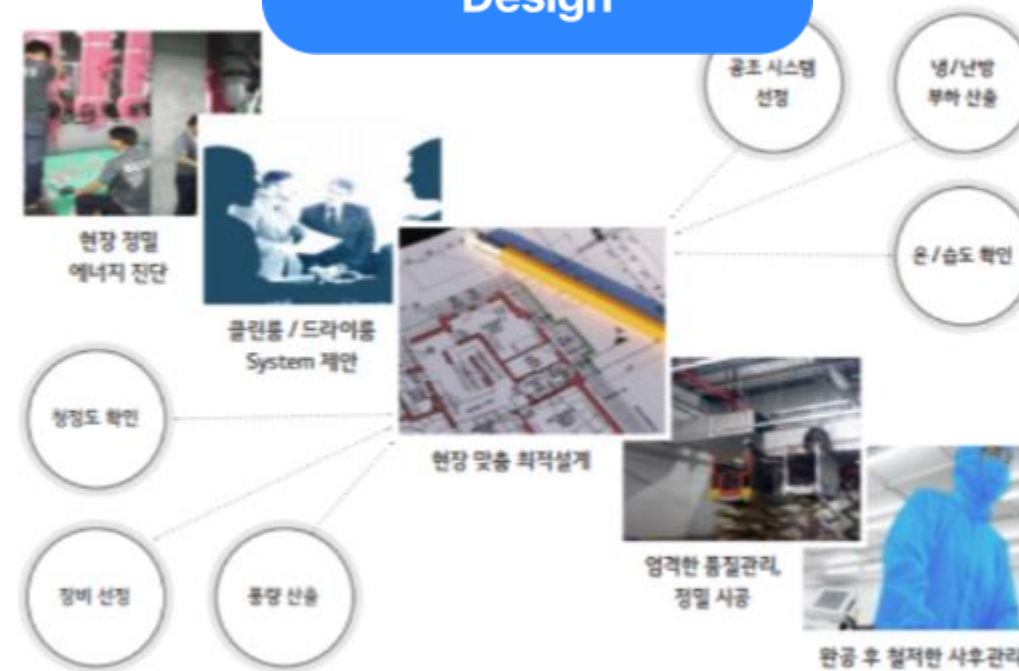 Design
공조 시스템
선정
냉/난방
부하 산출
현장 정밀
에너지 진단
온/습도 확인
클린룸 / 드라이룸
System 제안
청정도 확인
현장 맞춤 최적설계
엄격한 품질관리,
정밀 시공
장비 선정
풍량 산출
완공 후 철저한 사후관리